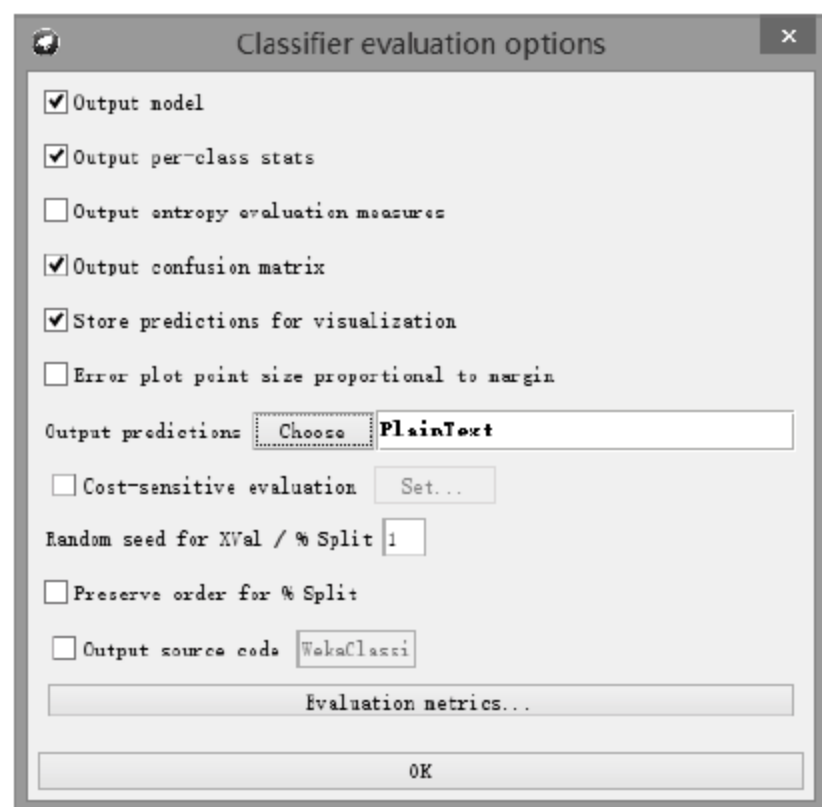 Classifier evaluation options
Output model
Output per-class stats
Output entropy evaluation measures
Output confusion matrix
Store predictions for visualization
Error plot point size proportional to margin
Output predictions Choose PlainText
Cost-sensitive evaluation Set...
Random seed for XVal / % Split 1
Preserve order for % Split
Output source code WekaClassi
Evaluation metrics...
OK